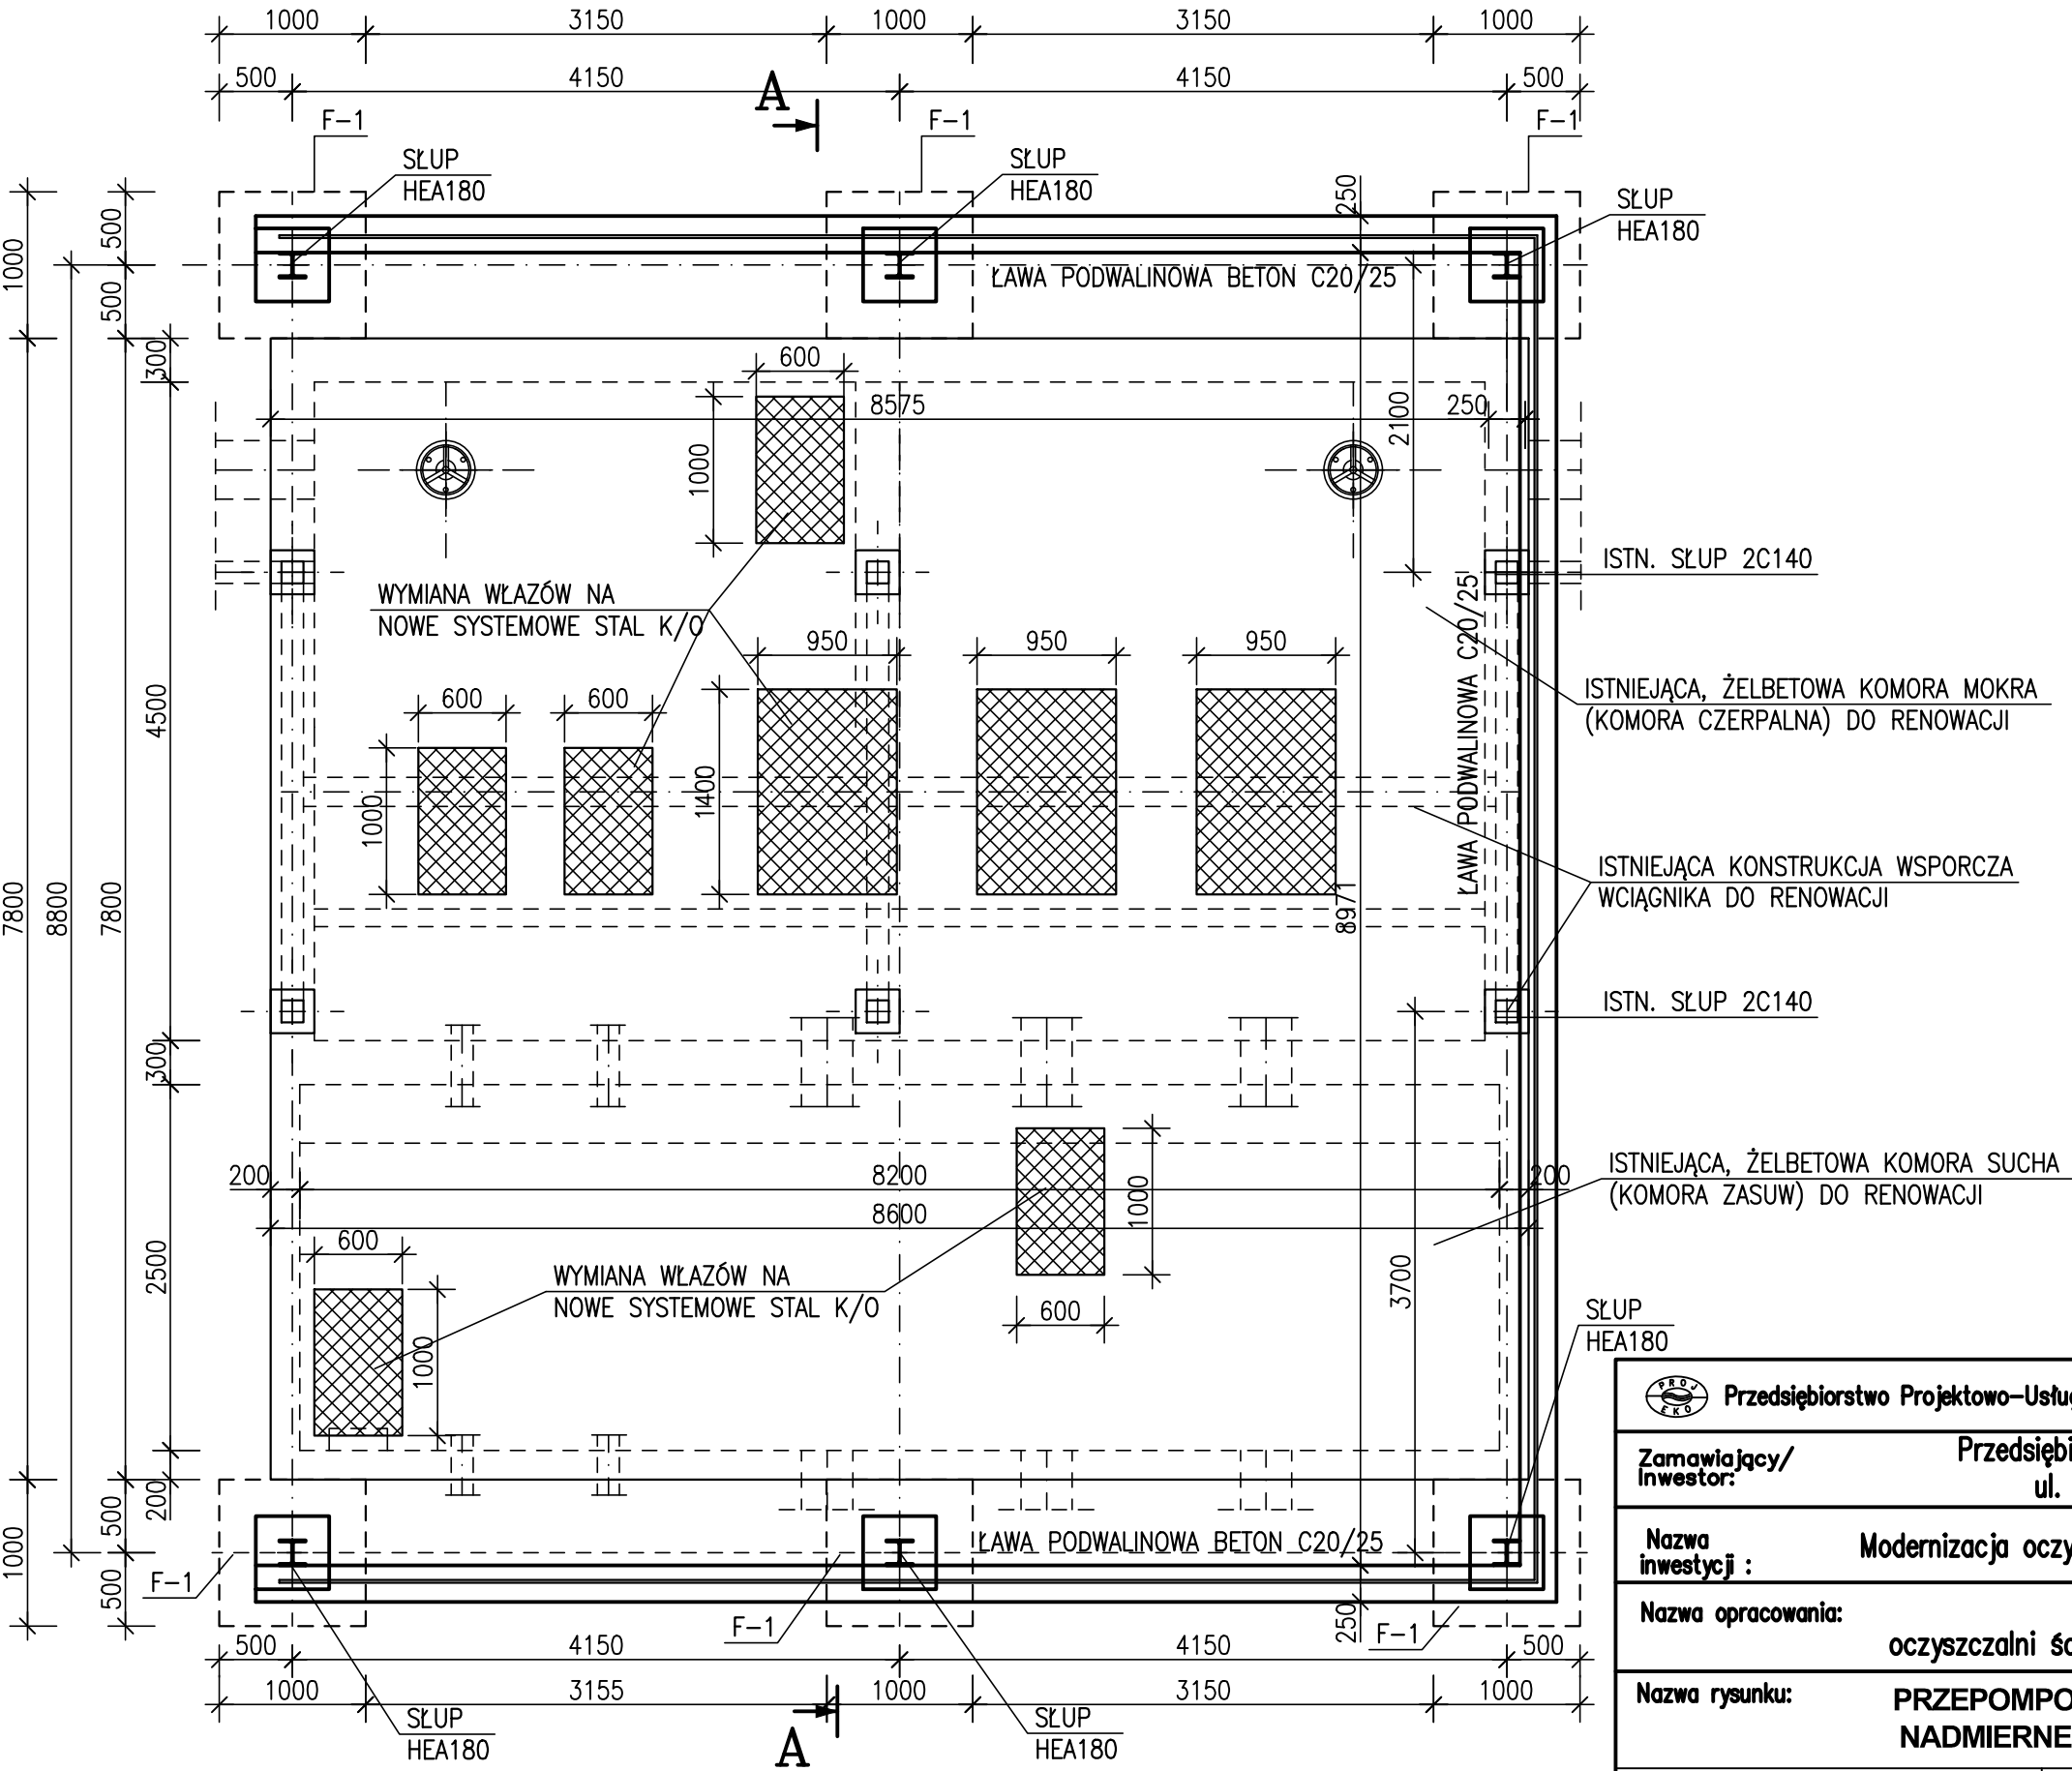 1000 3150 1000 3150 1000
500 4150 4150 500
A
F-1 F-1 F-1
SŁUP
HEA180
SŁUP
HEA180
SŁUP
HEA180
250
1000 500
500
ŁAWA PODWALINOWA BETON C20/25
300
600
8575 250
2100
1000
ISTN. SŁUP 2C140
WYMIANA WŁAZÓW NA
NOWE SYSTEMOWE STAL K/O
950 950 950
600 600
4500
1400
1000
ŁAWA PODWALINOWA C20/25
ISTNIEJĄCA, ŻELBETOWA KOMORA MOKRA
(KOMORA CZERPALNA) DO RENOWACJI
ISTNIEJĄCA KONSTRUKCJA WSPORCZA
WCIĄGNIKA DO RENOWACJI
7800 8800 7800
8971
ISTN. SŁUP 2C140
300
ISTNIEJĄCA, ŻELBETOWA KOMORA SUCHA
(KOMORA ZASUW) DO RENOWACJI
200 8200 200
1000
8600
600
2500
3700
WYMIANA WŁAZÓW NA
NOWE SYSTEMOWE STAL K/O
600
1000
SŁUP
HEA180
200
1000 500
500
ŁAWA PODWALINOWA BETON C20/25
F-1
F-1
F-1
250
500 4150 4150 500
1000 3155 1000 3150 1000
A
SŁUP
HEA180
SŁUP
HEA180
PROJ
EKO
Przedsiębiorstwo Projektowo-Usłu
Zamawiający/
Inwestor:
Przedsiębi
ul.
Nazwa
inwestycji :
Modernizacja oczy
Nazwa opracowania:
oczyszczalni śc
Nazwa rysunku:
PRZEPOMPO
NADMIERNE